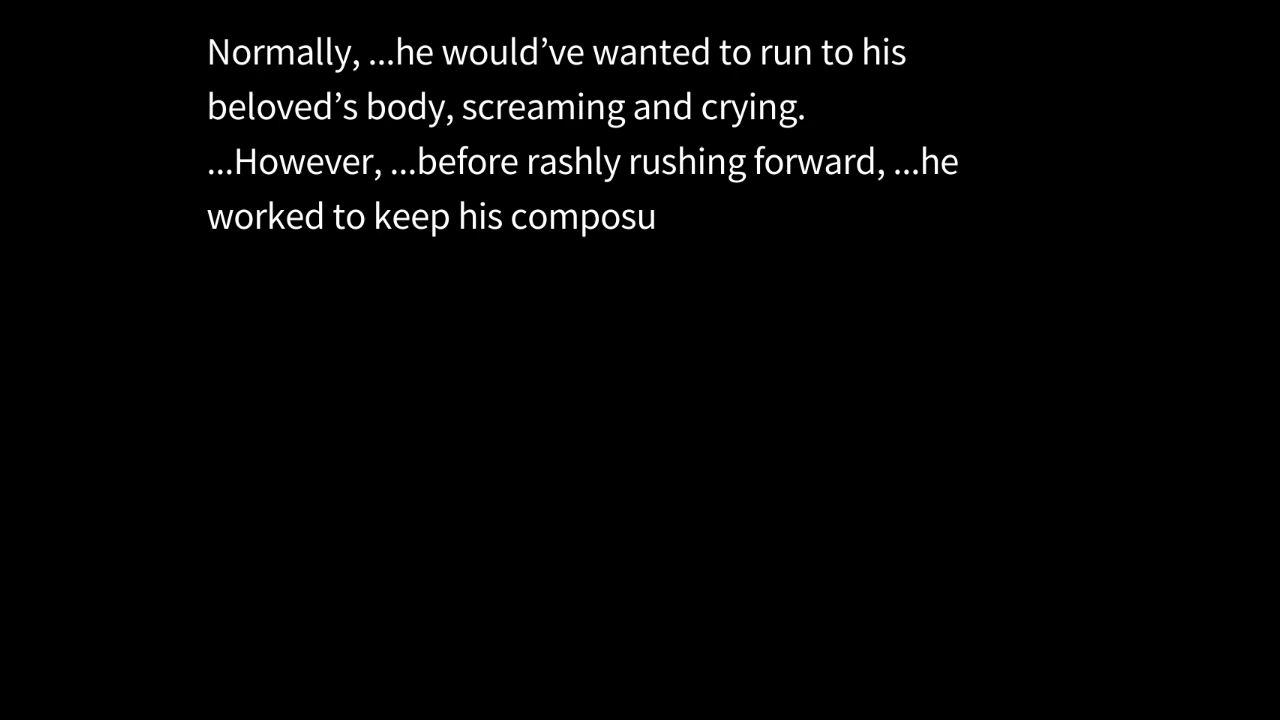 Normally, ...he would’ve wanted to run to his
beloved’s body, screaming and crying.
...However, ...before rashly rushing forward, ...he
worked to keep his composu